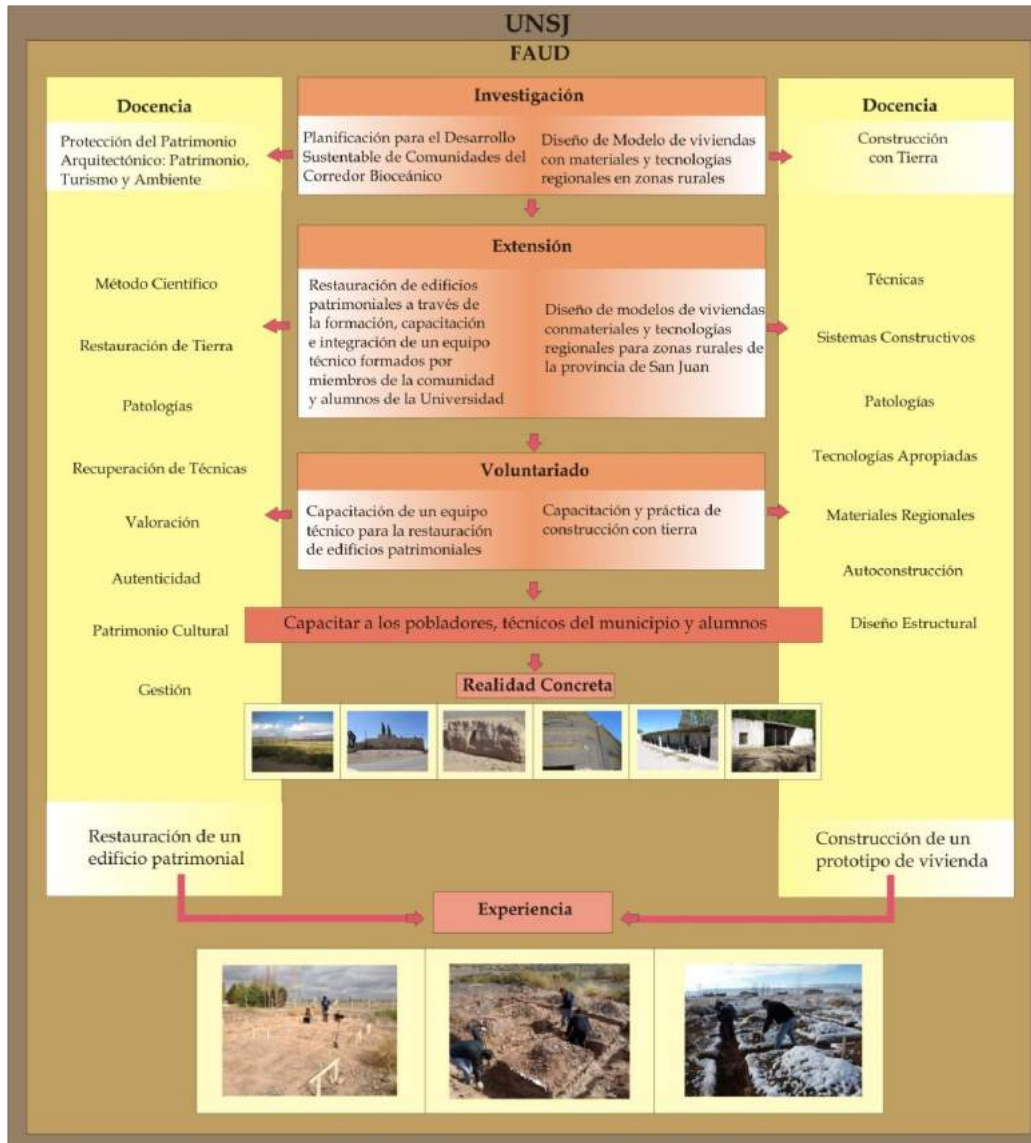 UNSJ
FAUD
Docencia
Protección del Patrimonio
Arquitectónico: Patrimonio,
Turismo y Ambiente
Método Científico
Restauración de Tierra
Patologías
Recuperación de Técnicas
Valoración
Autenticidad
Patrimonio Cultural
Gestión
Restauración de un
edificio patrimonial
Investigación
Planificación para el Desarrollo
Sustentable de Comunidades del
Corredor Bioceánico
Diseño de Modelo de viviendas
con materiales y tecnologías
regionales en zonas rurales
Extensión
Restauración de edificios
patrimoniales a través de
la formación, capacitación
e integración de un equipo
técnico formados por
miembros de la comunidad
y alumnos de la Universidad
Diseño de modelos de viviendas
conmateriales y tecnologías
regionales para zonas rurales de
la provincia de San Juan
Voluntariado
Capacitación de un equipo
técnico para la restauración
de edificios patrimoniales
Capacitación y práctica de
construcción con tierra
Capacitar a los pobladores, técnicos del municipio y alumnos
Realidad Concreta
Docencia
Construcción
con Tierra
Técnicas
Sistemas Constructivos
Patologías
Tecnologías Apropiadas
Materiales Regionales
Autoconstrucción
Diseño Estructural
Construcción de un
prototipo de vivienda
Experiencia